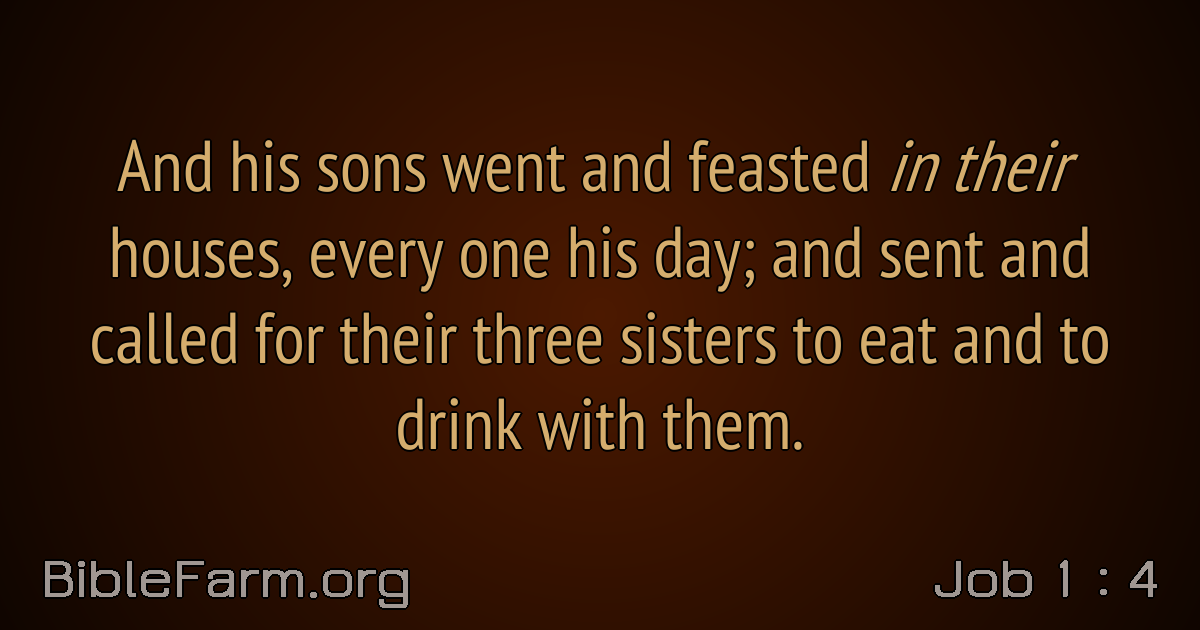 And his sons went and feasted in their
houses, every one his day; and sent and
called for their three sisters to eat and to
drink with them.
BibleFarm.org
Job 1 : 4